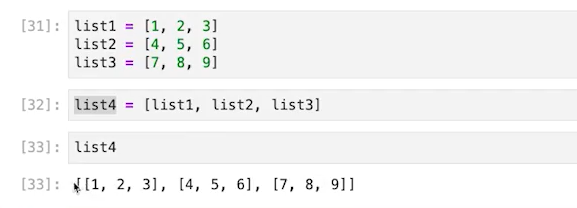 [31]: list1 = [1, 2, 3]
list2 = [4, 5, 6]
list3 = [7, 8, 9]
[32]: list4 = [list1, list2, list3]
[33]: list4
[33]: [[1, 2, 3], [4, 5, 6], [7, 8, 9]]